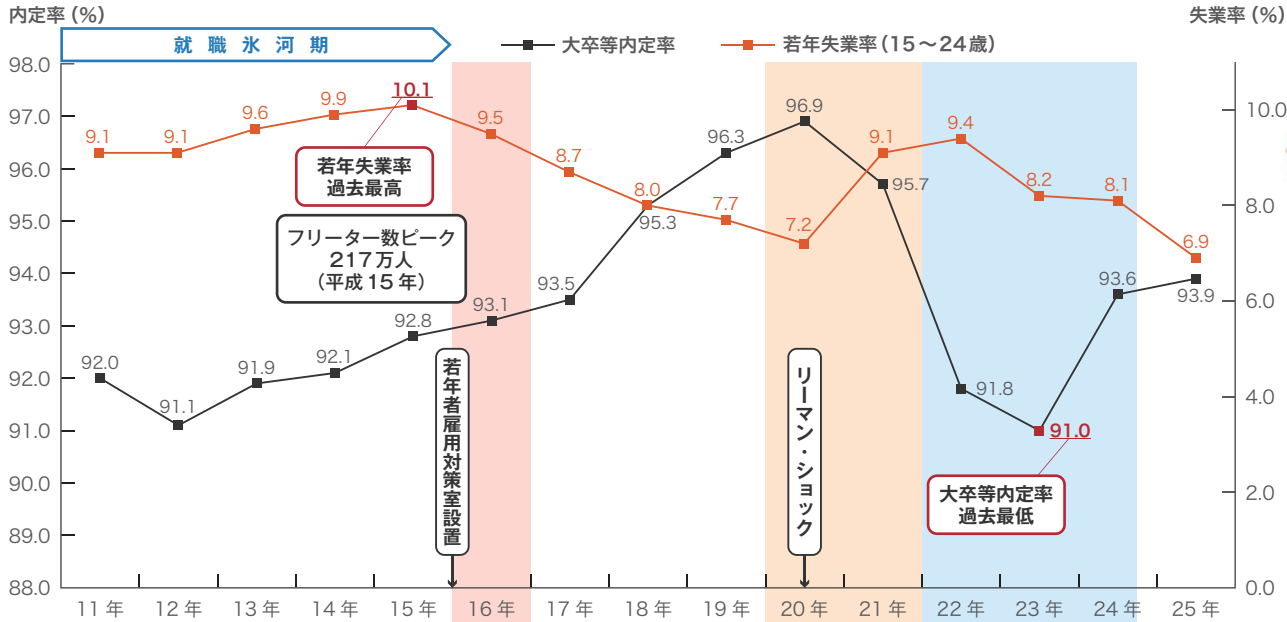 内定率（%）
失業率（%）
就職氷河期
大卒等内定率
若年失業率（15～24歳）
98.0
97.0
96.0
95.0
94.0
93.0
92.0
91.0
90.0
89.0
88.0
10.0
8.0
6.0
4.0
2.0
0.0
9.1
9.1
9.6
9.9
10.1
9.5
8.7
8.0
7.7
7.2
9.1
9.4
8.2
8.1
6.9
若年失業率
過去最高
フリーター数ピーク
217万人
（平成15年）
92.0
91.1
91.9
92.1
92.8
93.1
93.5
95.3
96.3
96.9
95.7
91.8
91.0
93.6
93.9
若年者雇用対策室設置
リーマン・ショック
大卒等内定率
過去最低
11年
12年
13年
14年
15年
16年
17年
18年
19年
20年
21年
22年
23年
24年
25年